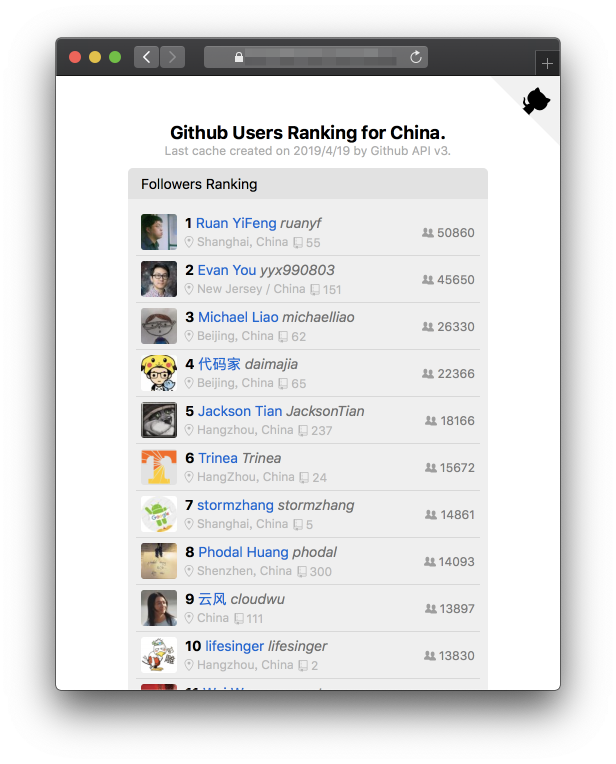 Github Users Ranking for China.
Last cache created on 2019/4/19 by Github API v3.
Followers Ranking
1 Ruan YiFeng ruanyf
Shanghai, China 55
50860
2 Evan You yyx990803
New Jersey / China 151
45650
3 Michael Liao michaelliao
Beijing, China 62
26330
4 代码家 daimajia
Beijing, China 65
22366
5 Jackson Tian JacksonTian
Hangzhou, China 237
18166
6 Trinea Trinea
HangZhou, China 24
15672
7 stormzhang stormzhang
Shanghai, China 5
14861
8 Phodal Huang phodal
Shenzhen, China 300
14093
9 云风 cloudwu
China 111
13897
10 lifesinger lifesinger
Hangzhou, China 2
13830